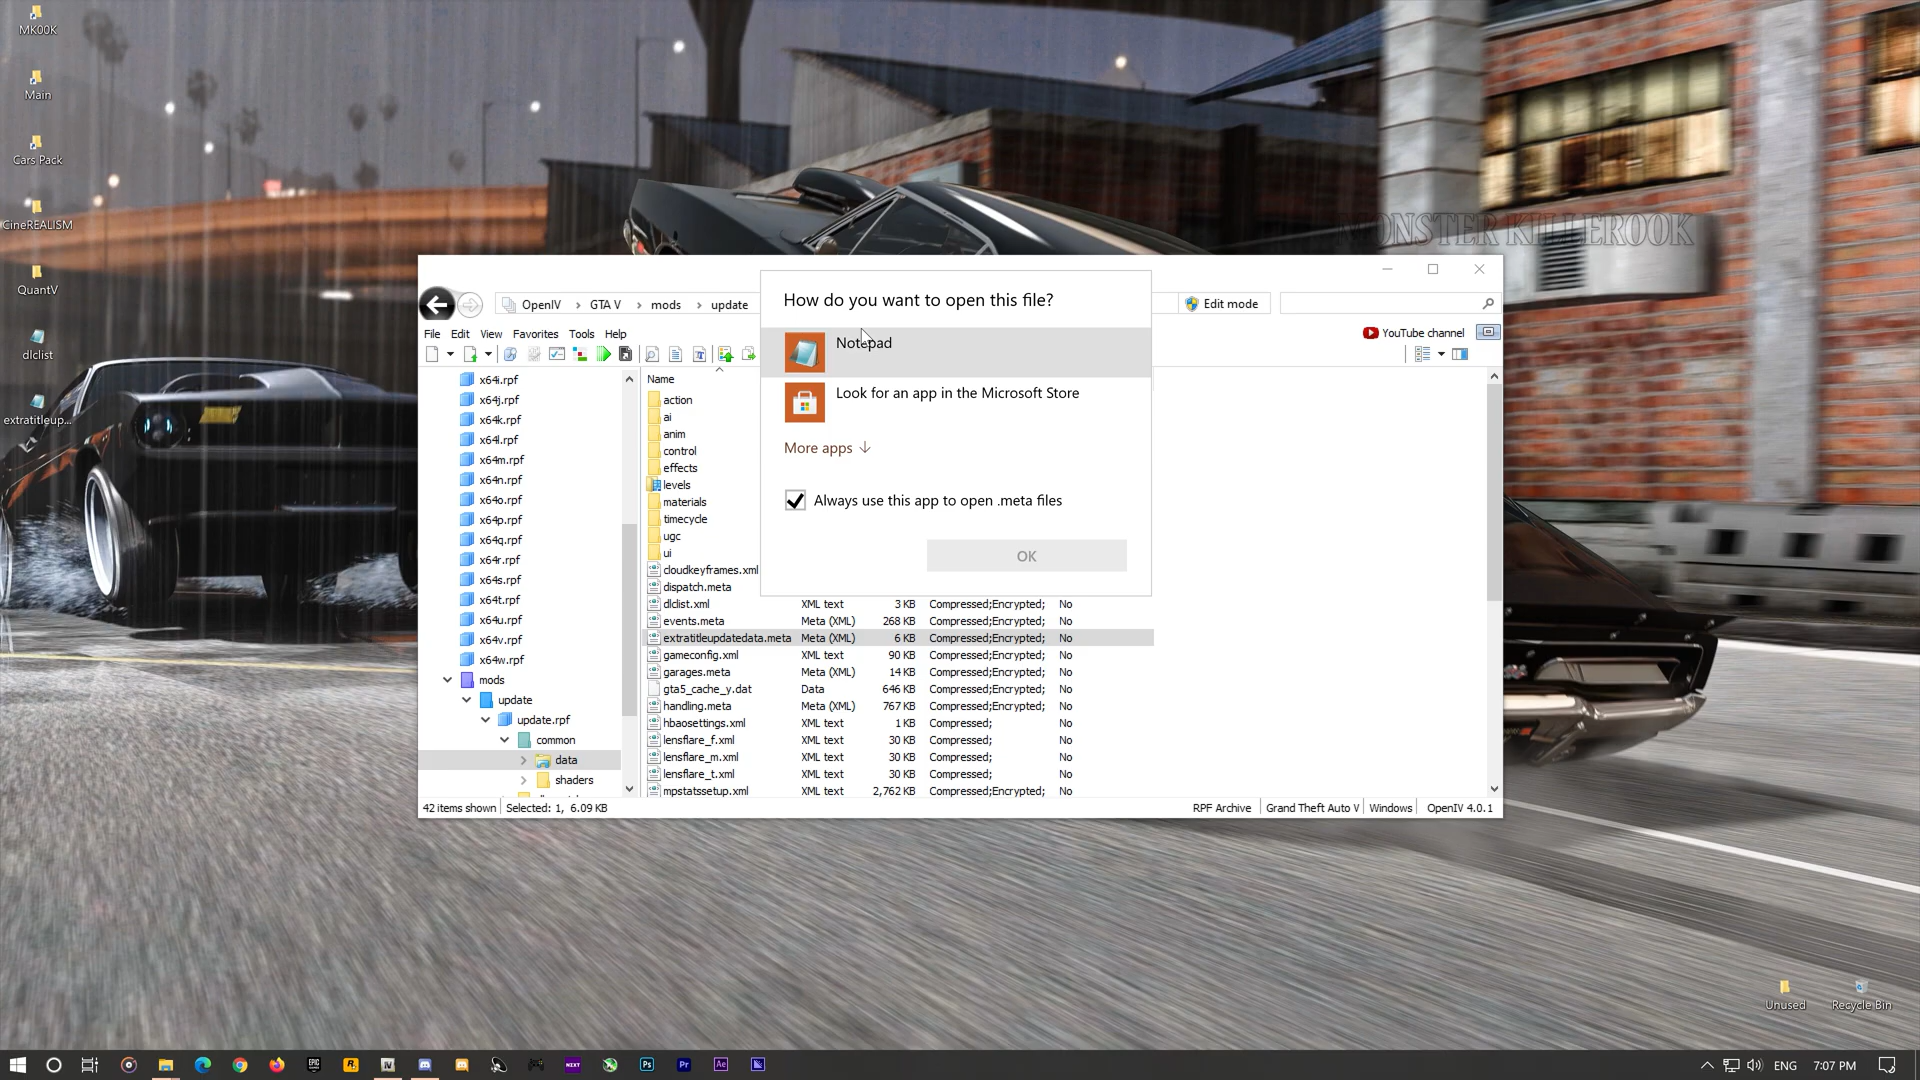 MK00K
Main
Cars Pack
CineREALISM
QuantV
dlclist
extratitleup...
MONSTER KILLEROOK
OpenIV
GTA V
mods
update
Edit mode
File
Edit
View
Favorites
Tools
Help
YouTube channel
How do you want to open this file?
Notepad
Look for an app in the Microsoft Store
More apps
Always use this app to open .meta files
OK
x64i.rpf
x64j.rpf
x64k.rpf
x64l.rpf
x64m.rpf
x64n.rpf
x64o.rpf
x64p.rpf
x64q.rpf
x64r.rpf
x64s.rpf
x64t.rpf
x64u.rpf
x64v.rpf
x64w.rpf
mods
update
update.rpf
common
data
shaders
Name
action
ai
anim
control
effects
levels
materials
timecycle
ugc
ui
cloudkeyframes.xml
dispatch.meta
dlclist.xml XML text 3 KB Compressed;Encrypted; No
events.meta Meta (XML) 268 KB Compressed;Encrypted; No
extratitleupdatedata.meta Meta (XML) 6 KB Compressed;Encrypted; No
gameconfig.xml XML text 90 KB Compressed;Encrypted; No
garages.meta Meta (XML) 14 KB Compressed;Encrypted; No
gta5_cache_y.dat Data 646 KB Compressed;Encrypted; No
handling.meta Meta (XML) 767 KB Compressed;Encrypted; No
hbaosettings.xml XML text 1 KB Compressed; No
lensflare_f.xml XML text 30 KB Compressed; No
lensflare_m.xml XML text 30 KB Compressed; No
lensflare_t.xml XML text 30 KB Compressed; No
mpstatssetup.xml XML text 2,762 KB Compressed;Encrypted; No
42 items shown
Selected: 1, 6.09 KB
RPF Archive
Grand Theft Auto V
Windows
OpenIV 4.0.1
Unused
Recycle Bin
EPIC
R
IV
NEXT
Ps
Pr
Ae
ENG
7:07 PM